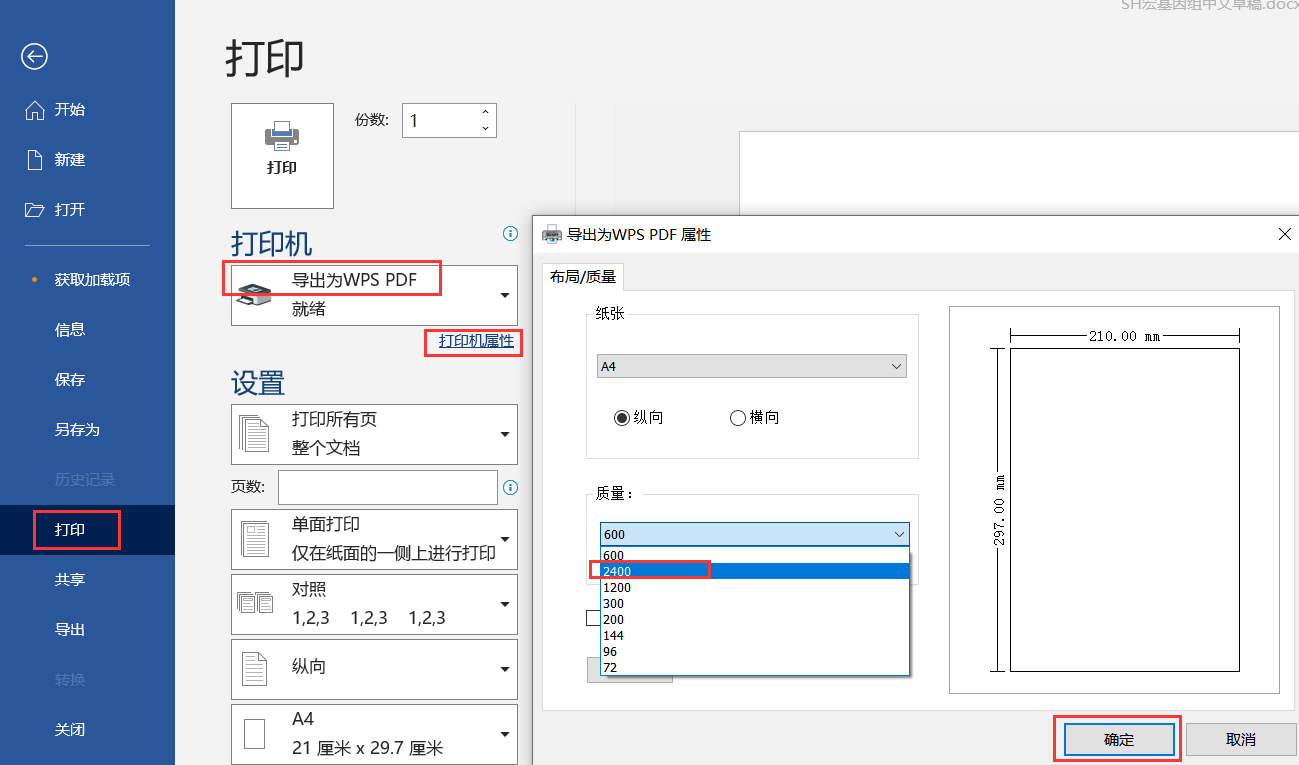 SH宏基因组中文草稿.docx
打印
开始
新建
打开
获取加载项
信息
保存
另存为
历史记录
打印
共享
导出
转换
关闭
打印
份数:
1
打印机
导出为WPS PDF
就绪
打印机属性
设置
打印所有页
整个文档
页数:
单面打印
仅在纸面的一侧上进行打印
对照
1,2,3 1,2,3 1,2,3
纵向
A4
21 厘米 x 29.7 厘米
导出为WPS PDF 属性
布局/质量
纸张
A4
纵向
横向
质量：
600
600
2400
1200
300
200
144
96
72
210.00 mm
297.00 mm
确定
取消